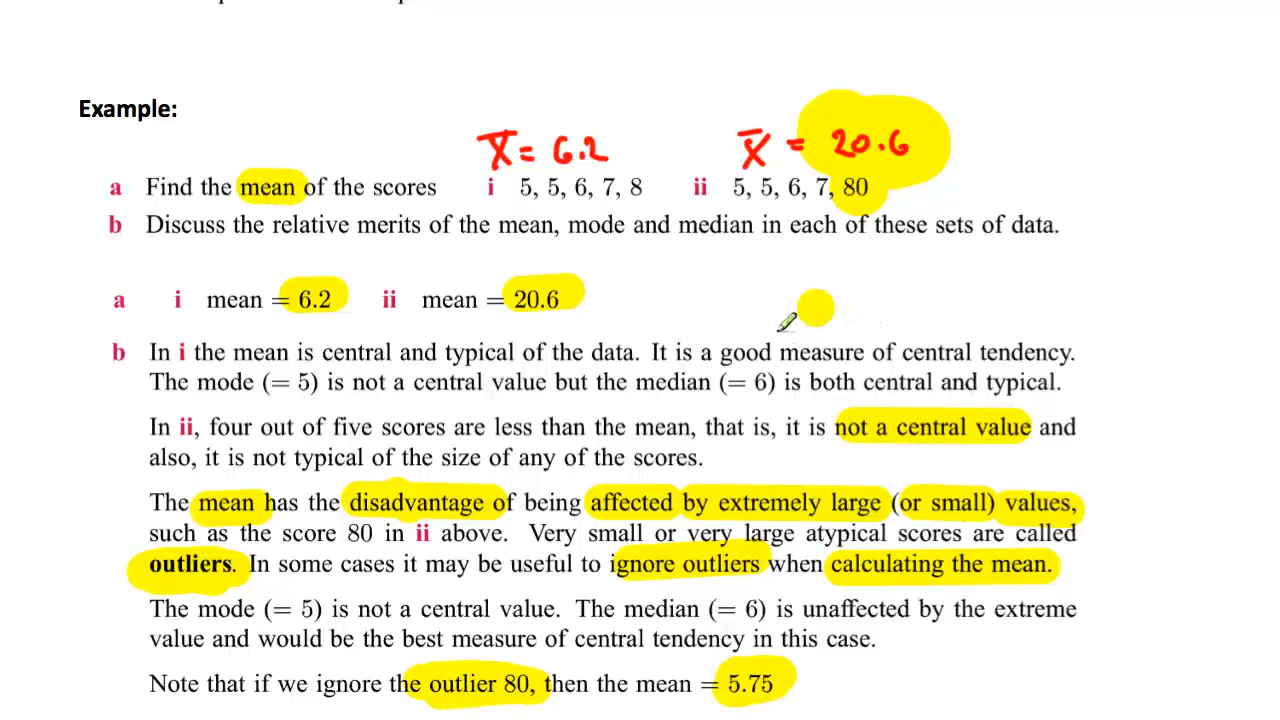 Example:
X̄ = 6.2 X̄ = 20.6
a Find the mean of the scores i 5, 5, 6, 7, 8 ii 5, 5, 6, 7, 80
b Discuss the relative merits of the mean, mode and median in each of these sets of data.
a i mean = 6.2 ii mean = 20.6
b In i the mean is central and typical of the data. It is a good measure of central tendency.
The mode (= 5) is not a central value but the median (= 6) is both central and typical.
In ii, four out of five scores are less than the mean, that is, it is not a central value and
also, it is not typical of the size of any of the scores.
The mean has the disadvantage of being affected by extremely large (or small) values,
such as the score 80 in ii above. Very small or very large atypical scores are called
outliers. In some cases it may be useful to ignore outliers when calculating the mean.
The mode (= 5) is not a central value. The median (= 6) is unaffected by the extreme
value and would be the best measure of central tendency in this case.
Note that if we ignore the outlier 80, then the mean = 5.75